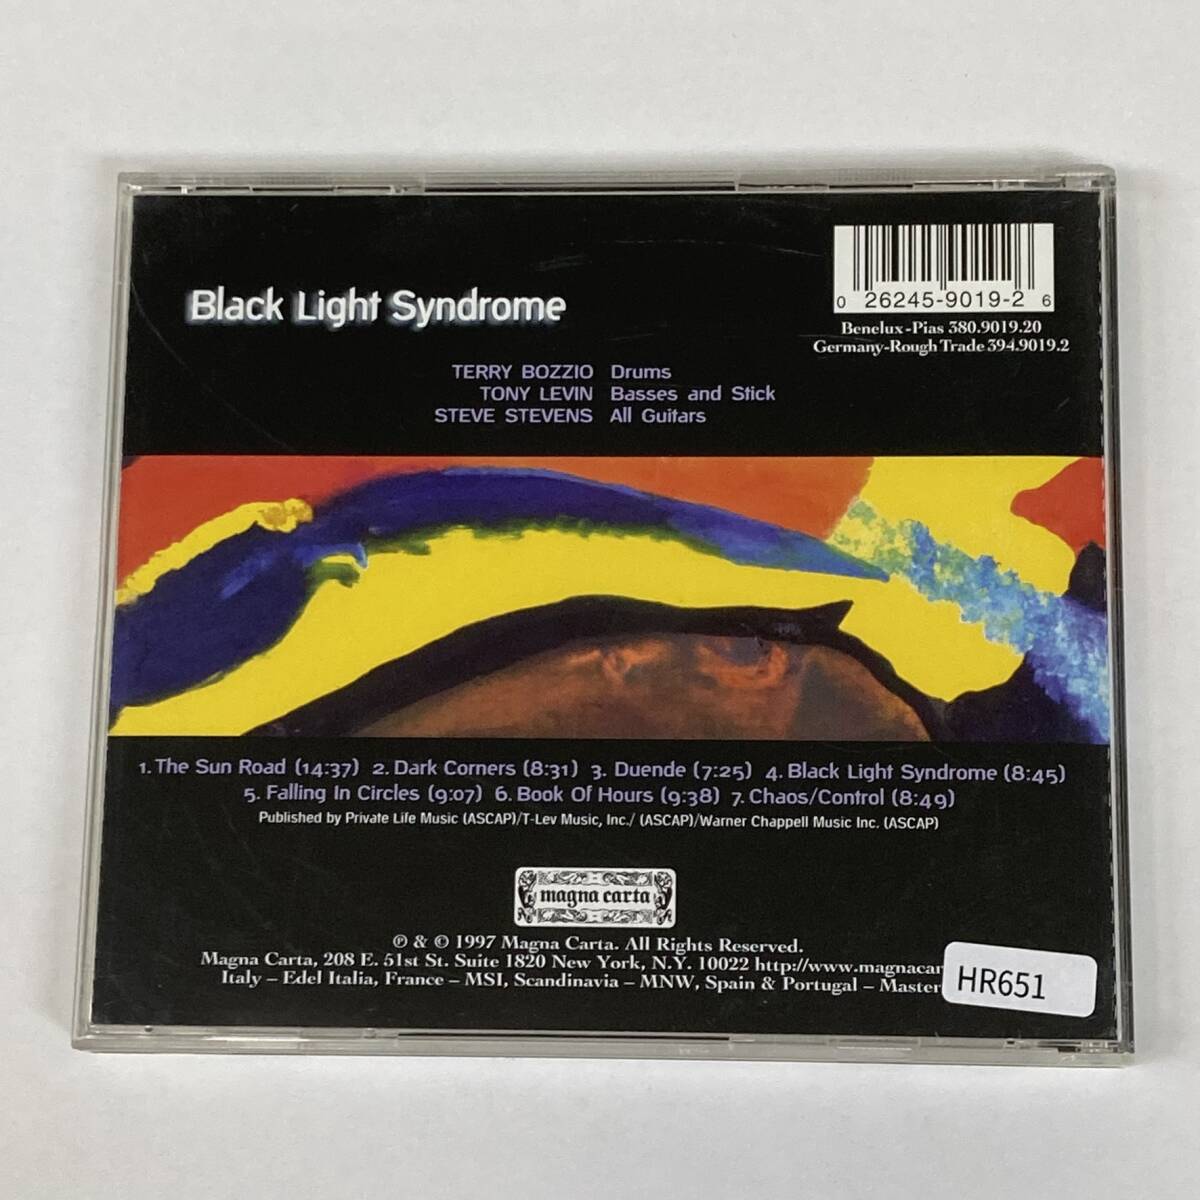 0 26245-9019-2 6
Benelux-Pias 380.9019.20
Germany-Rough Trade 394.9019.2
Black Light Syndrome
TERRY BOZZIO Drums
TONY LEVIN Basses and Stick
STEVE STEVENS All Guitars
1. The Sun Road (14:37) 2. Dark Corners (8:31) 3. Duende (7:25) 4. Black Light Syndrome (8:45)
5. Falling In Circles (9:07) 6. Book Of Hours (9:38) 7. Chaos/Control (8:49)
Published by Private Life Music (ASCAP)/T-Lev Music, Inc./ (ASCAP)/Warner Chappell Music Inc. (ASCAP)
magna carta
℗ & © 1997 Magna Carta. All Rights Reserved.
Magna Carta, 208 E. 51st St. Suite 1820 New York, N.Y. 10022 http://www.magnacar
Italy – Edel Italia, France – MSI, Scandinavia – MNW, Spain & Portugal – Master
HR651